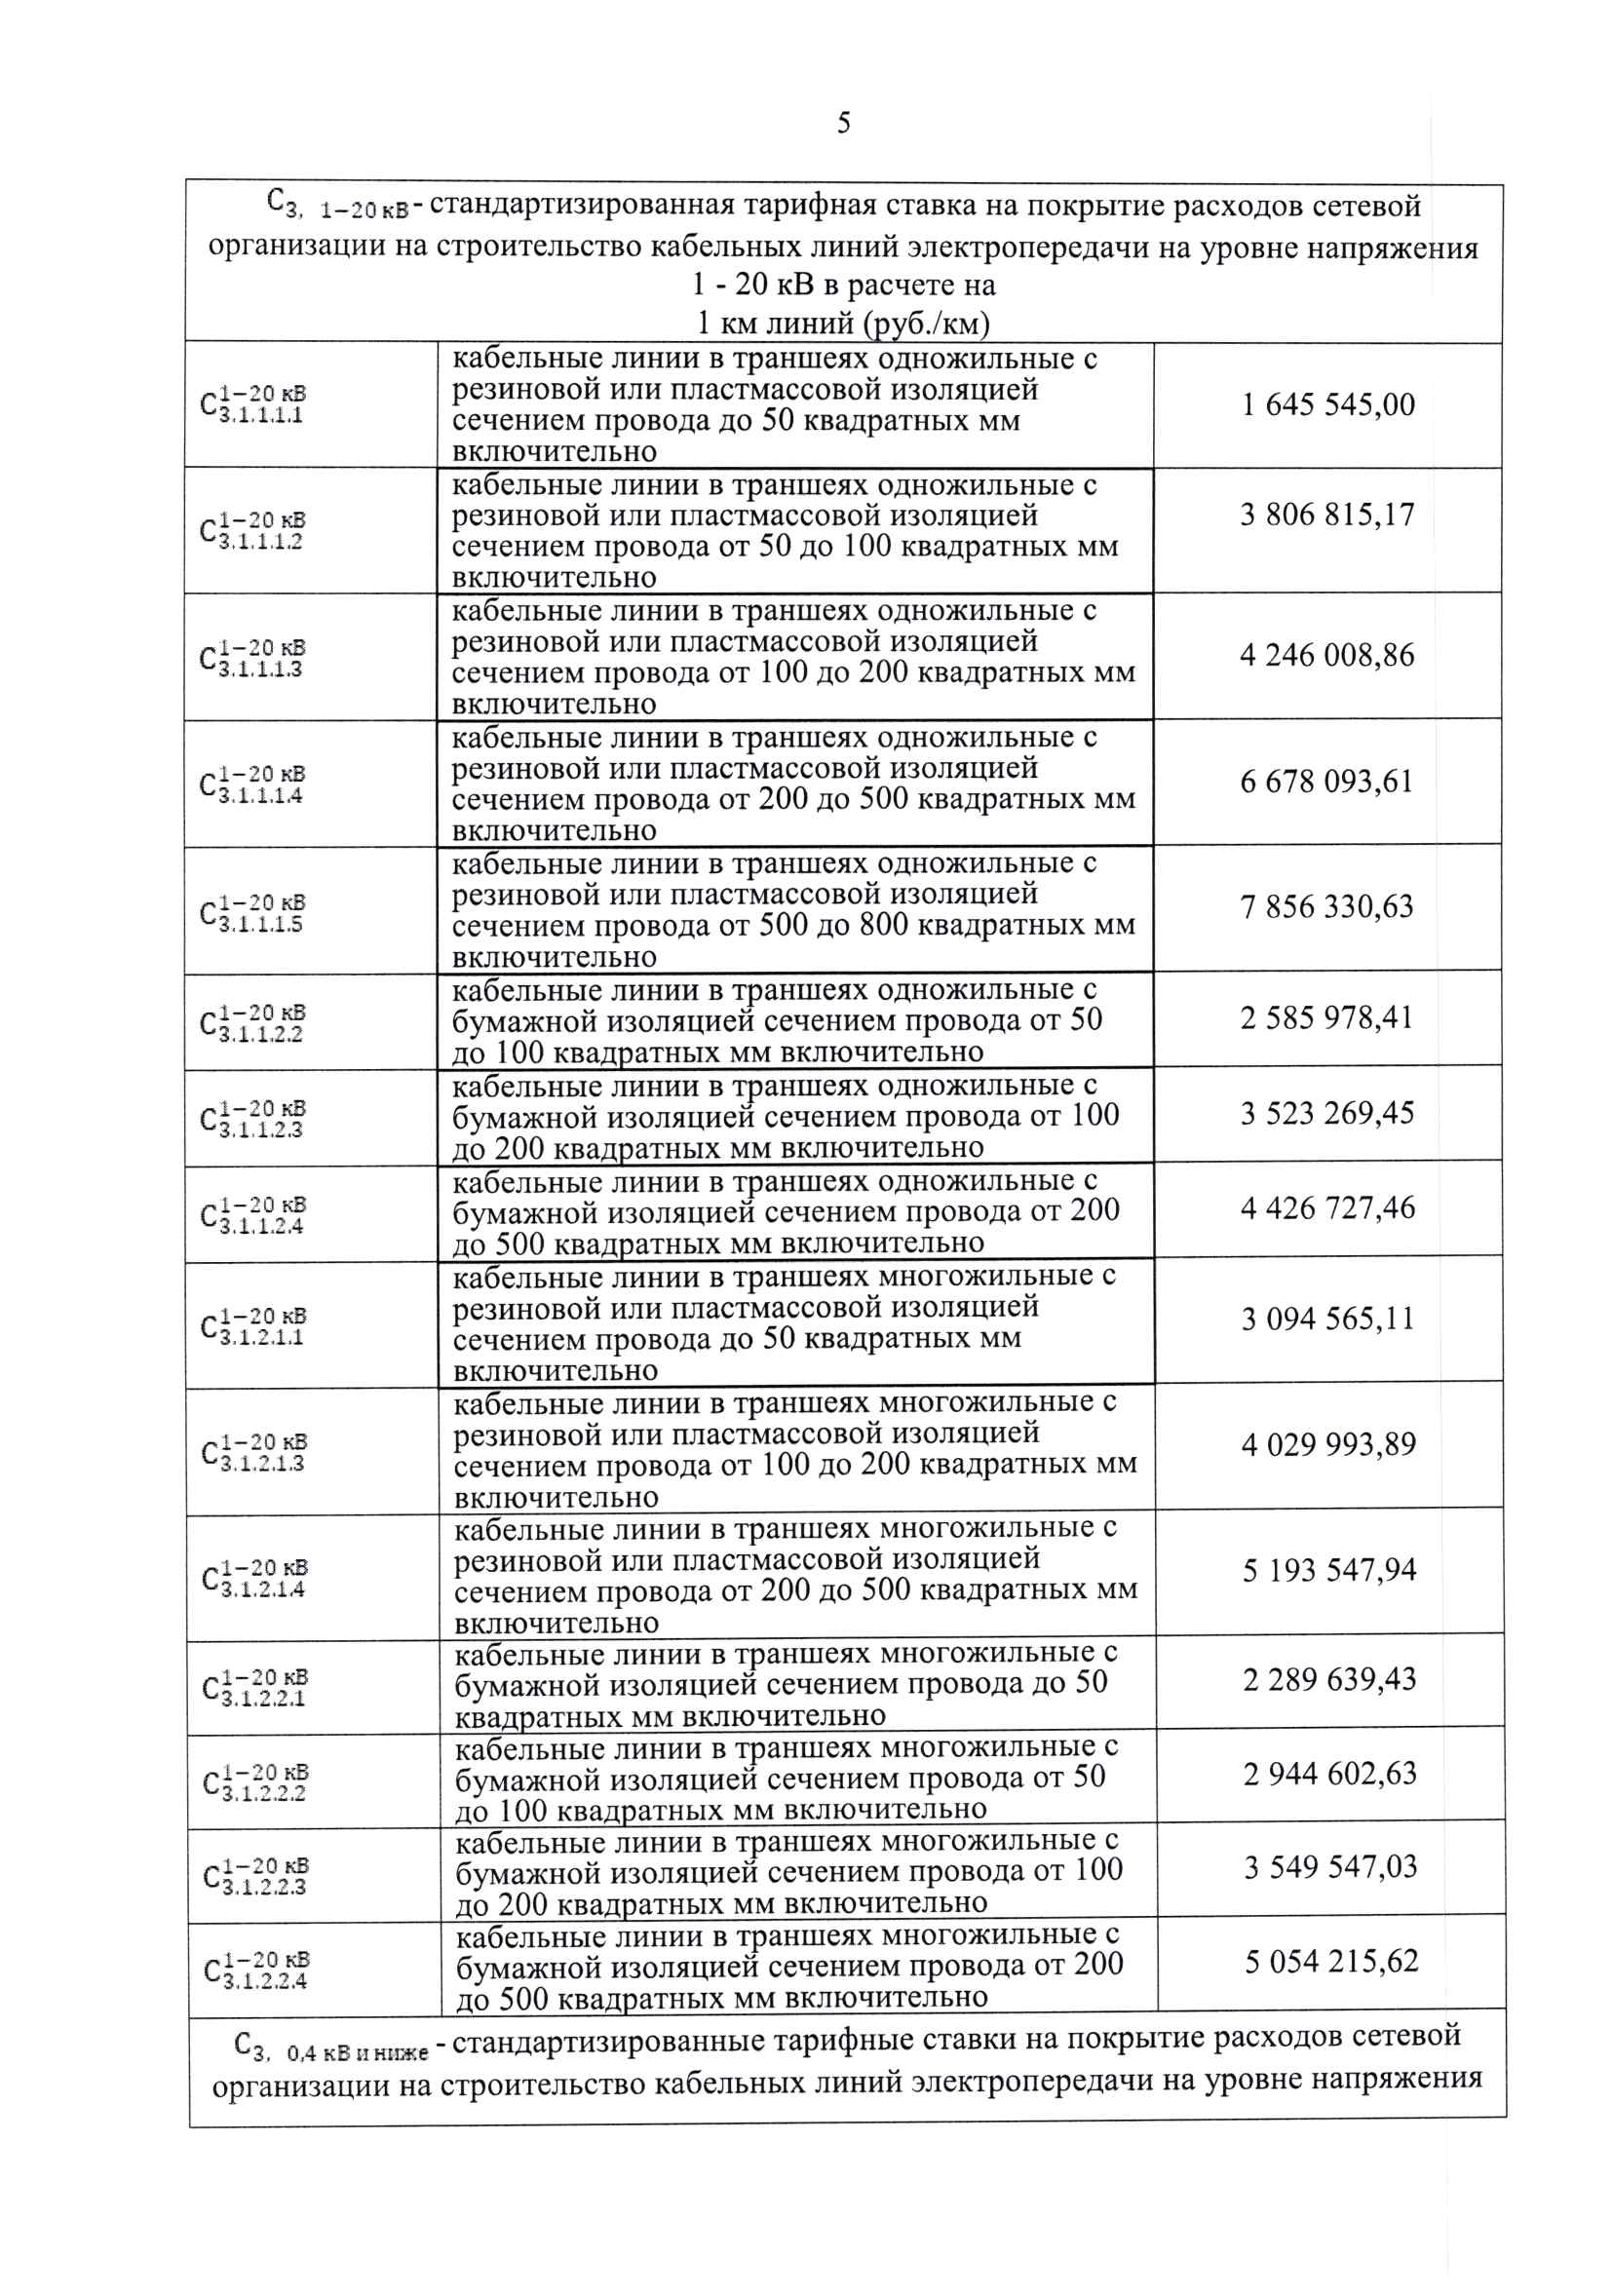 5
C3, 1–20 кВ - стандартизированная тарифная ставка на покрытие расходов сетевой
организации на строительство кабельных линий электропередачи на уровне напряжения
1 - 20 кВ в расчете на
1 км линий (руб./км)
C 1–20 кВ 3.1.1.1.1
кабельные линии в траншеях одножильные с
резиновой или пластмассовой изоляцией
сечением провода до 50 квадратных мм
включительно
1 645 545,00
C 1–20 кВ 3.1.1.1.2
кабельные линии в траншеях одножильные с
резиновой или пластмассовой изоляцией
сечением провода от 50 до 100 квадратных мм
включительно
3 806 815,17
C 1–20 кВ 3.1.1.1.3
кабельные линии в траншеях одножильные с
резиновой или пластмассовой изоляцией
сечением провода от 100 до 200 квадратных мм
включительно
4 246 008,86
C 1–20 кВ 3.1.1.1.4
кабельные линии в траншеях одножильные с
резиновой или пластмассовой изоляцией
сечением провода от 200 до 500 квадратных мм
включительно
6 678 093,61
C 1–20 кВ 3.1.1.1.5
кабельные линии в траншеях одножильные с
резиновой или пластмассовой изоляцией
сечением провода от 500 до 800 квадратных мм
включительно
7 856 330,63
C 1–20 кВ 3.1.1.2.2
кабельные линии в траншеях одножильные с
бумажной изоляцией сечением провода от 50
до 100 квадратных мм включительно
2 585 978,41
C 1–20 кВ 3.1.1.2.3
кабельные линии в траншеях одножильные с
бумажной изоляцией сечением провода от 100
до 200 квадратных мм включительно
3 523 269,45
C 1–20 кВ 3.1.1.2.4
кабельные линии в траншеях одножильные с
бумажной изоляцией сечением провода от 200
до 500 квадратных мм включительно
4 426 727,46
C 1–20 кВ 3.1.2.1.1
кабельные линии в траншеях многожильные с
резиновой или пластмассовой изоляцией
сечением провода до 50 квадратных мм
включительно
3 094 565,11
C 1–20 кВ 3.1.2.1.3
кабельные линии в траншеях многожильные с
резиновой или пластмассовой изоляцией
сечением провода от 100 до 200 квадратных мм
включительно
4 029 993,89
C 1–20 кВ 3.1.2.1.4
кабельные линии в траншеях многожильные с
резиновой или пластмассовой изоляцией
сечением провода от 200 до 500 квадратных мм
включительно
5 193 547,94
C 1–20 кВ 3.1.2.2.1
кабельные линии в траншеях многожильные с
бумажной изоляцией сечением провода до 50
квадратных мм включительно
2 289 639,43
C 1–20 кВ 3.1.2.2.2
кабельные линии в траншеях многожильные с
бумажной изоляцией сечением провода от 50
до 100 квадратных мм включительно
2 944 602,63
C 1–20 кВ 3.1.2.2.3
кабельные линии в траншеях многожильные с
бумажной изоляцией сечением провода от 100
до 200 квадратных мм включительно
3 549 547,03
C 1–20 кВ 3.1.2.2.4
кабельные линии в траншеях многожильные с
бумажной изоляцией сечением провода от 200
до 500 квадратных мм включительно
5 054 215,62
C3, 0,4 кВ и ниже - стандартизированные тарифные ставки на покрытие расходов сетевой
организации на строительство кабельных линий электропередачи на уровне напряжения